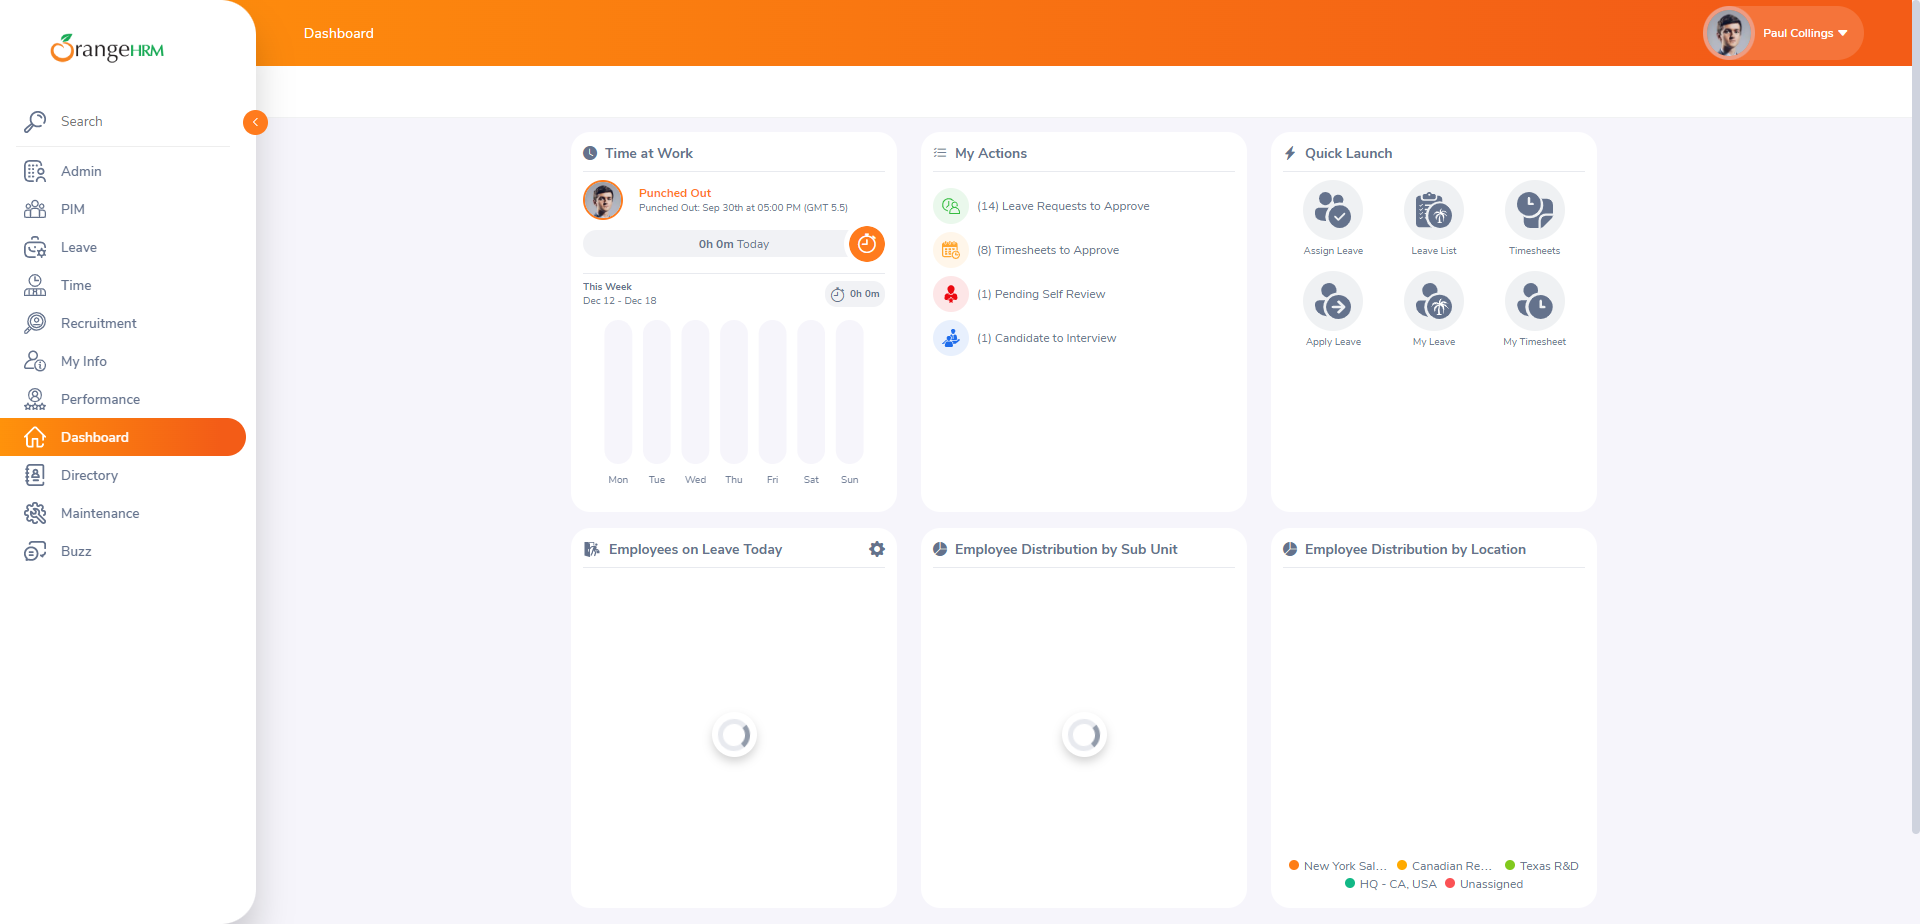 OrangeHRM
Dashboard
Paul Collings
Search
Admin
PIM
Leave
Time
Recruitment
My Info
Performance
Dashboard
Directory
Maintenance
Buzz
Time at Work
Punched Out
Punched Out: Sep 30th at 05:00 PM (GMT 5.5)
0h 0m Today
This Week
Dec 12 - Dec 18
0h 0m
Mon Tue Wed Thu Fri Sat Sun
My Actions
(14) Leave Requests to Approve
(8) Timesheets to Approve
(1) Pending Self Review
(1) Candidate to Interview
Quick Launch
Assign Leave Leave List Timesheets
Apply Leave My Leave My Timesheet
Employees on Leave Today
Employee Distribution by Sub Unit
Employee Distribution by Location
New York Sal... Canadian Re... Texas R&D
HQ - CA, USA Unassigned